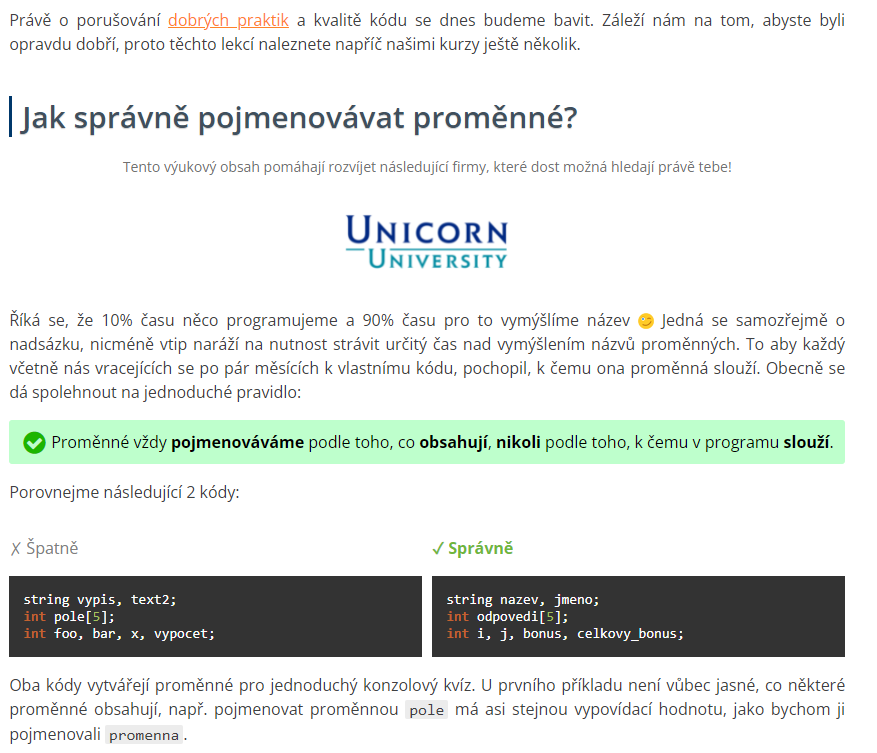 Právě o porušování dobrých praktik a kvalitě kódu se dnes budeme bavit. Záleží nám na tom, abyste byli
opravdu dobří, proto těchto lekcí naleznete napříč našimi kurzy ještě několik.
Jak správně pojmenovávat proměnné?
Tento výukový obsah pomáhají rozvíjet následující firmy, které dost možná hledají právě tebe!
UNICORN
UNIVERSITY
Říká se, že 10% času něco programujeme a 90% času pro to vymýšlíme název 😏 Jedná se samozřejmě o
nadsázku, nicméně vtip naráží na nutnost strávit určitý čas nad vymýšlením názvů proměnných. To aby každý
včetně nás vracejících se po pár měsících k vlastnímu kódu, pochopil, k čemu ona proměnná slouží. Obecně se
dá spolehnout na jednoduché pravidlo:
Proměnné vždy pojmenováváme podle toho, co obsahují, nikoli podle toho, k čemu v programu slouží.
Porovnejme následující 2 kódy:
✗ Špatně
string vypis, text2;
int pole[5];
int foo, bar, x, vypocet;
✓ Správně
string nazev, jmeno;
int odpovedi[5];
int i, j, bonus, celkovy_bonus;
Oba kódy vytvářejí proměnné pro jednoduchý konzolový kvíz. U prvního příkladu není vůbec jasné, co některé
proměnné obsahují, např. pojmenovat proměnnou pole má asi stejnou vypovídací hodnotu, jako bychom ji
pojmenovali promenna.